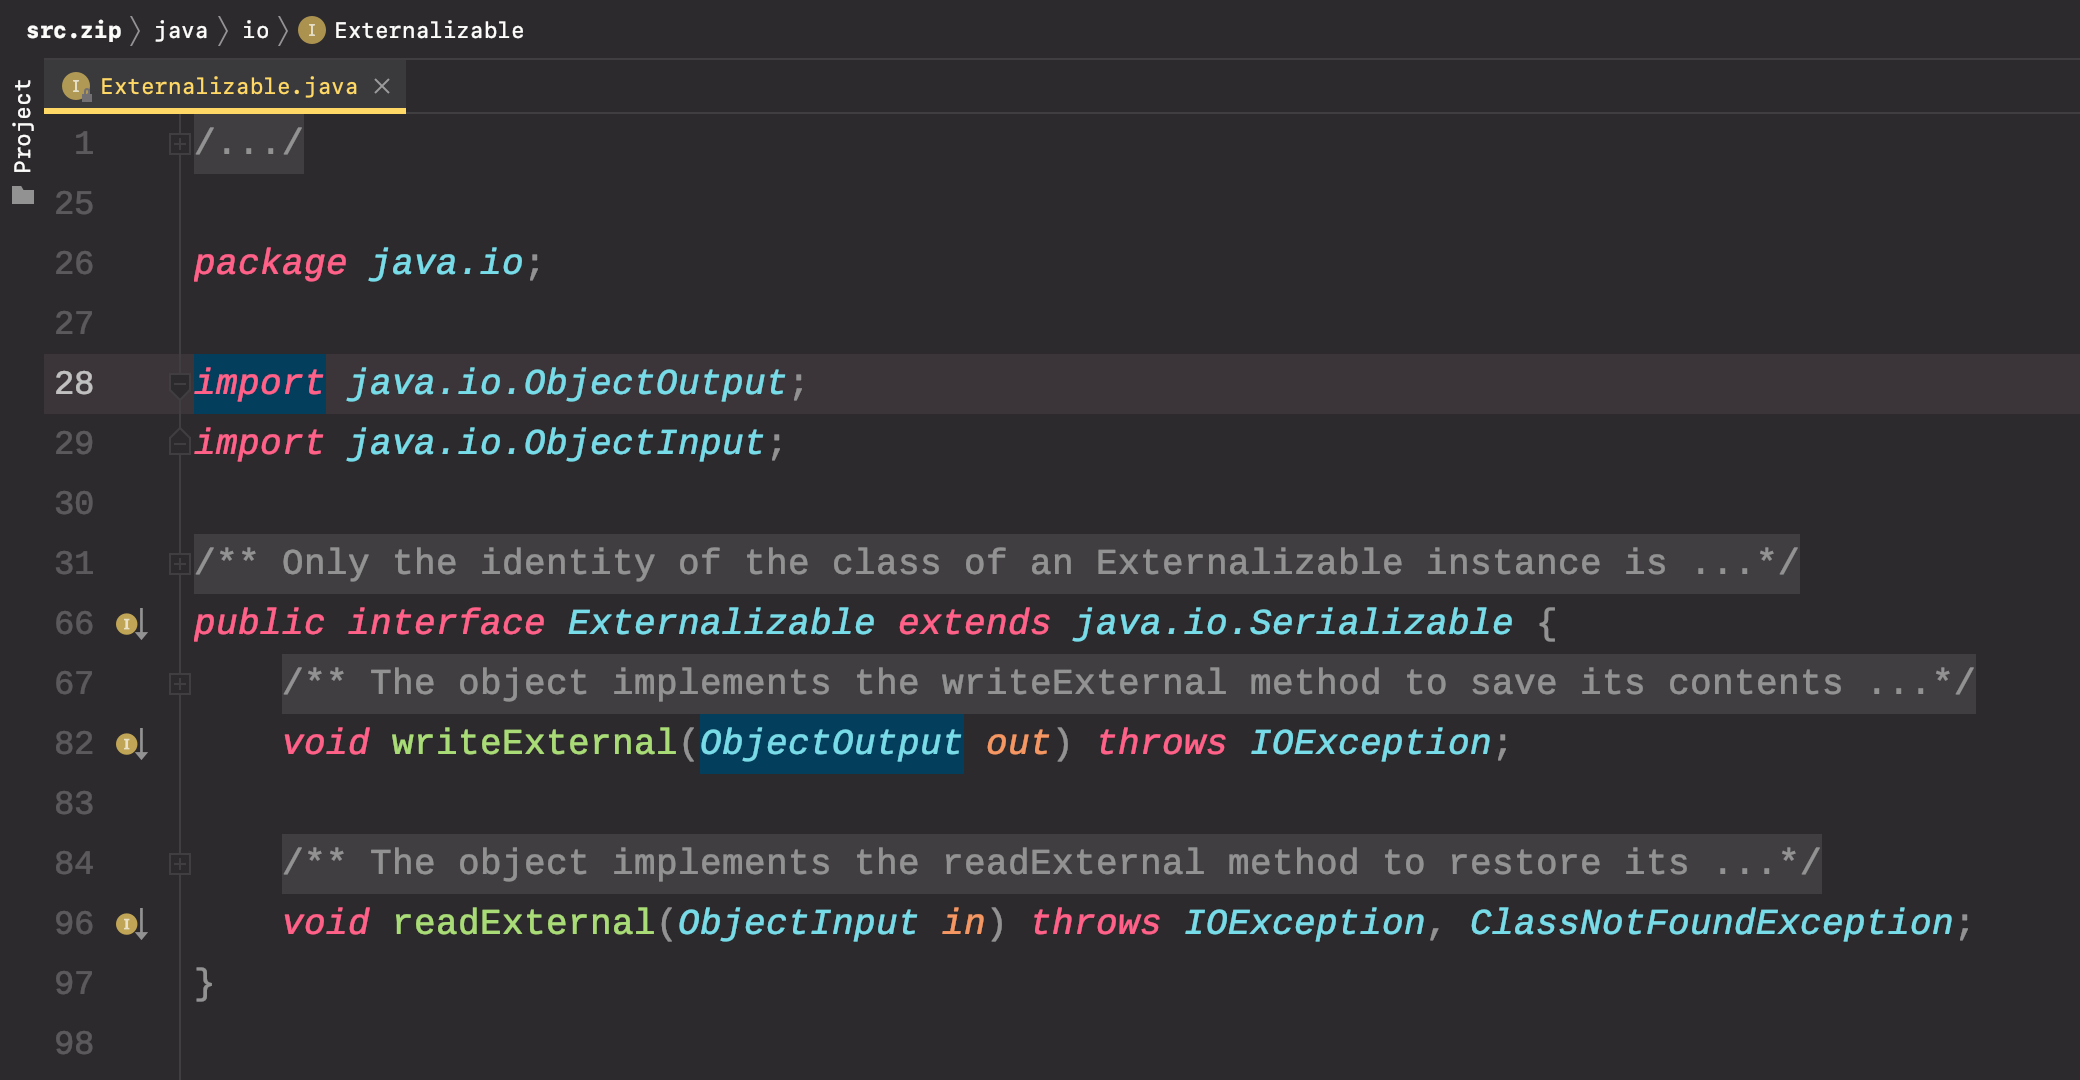 src.zip java io I Externalizable
Project
I Externalizable.java
1 /.../
25
26 package java.io;
27
28 import java.io.ObjectOutput;
29 import java.io.ObjectInput;
30
31 /** Only the identity of the class of an Externalizable instance is ...*/
66 I public interface Externalizable extends java.io.Serializable {
67 /** The object implements the writeExternal method to save its contents ...*/
82 I void writeExternal(ObjectOutput out) throws IOException;
83
84 /** The object implements the readExternal method to restore its ...*/
96 I void readExternal(ObjectInput in) throws IOException, ClassNotFoundException;
97 }
98